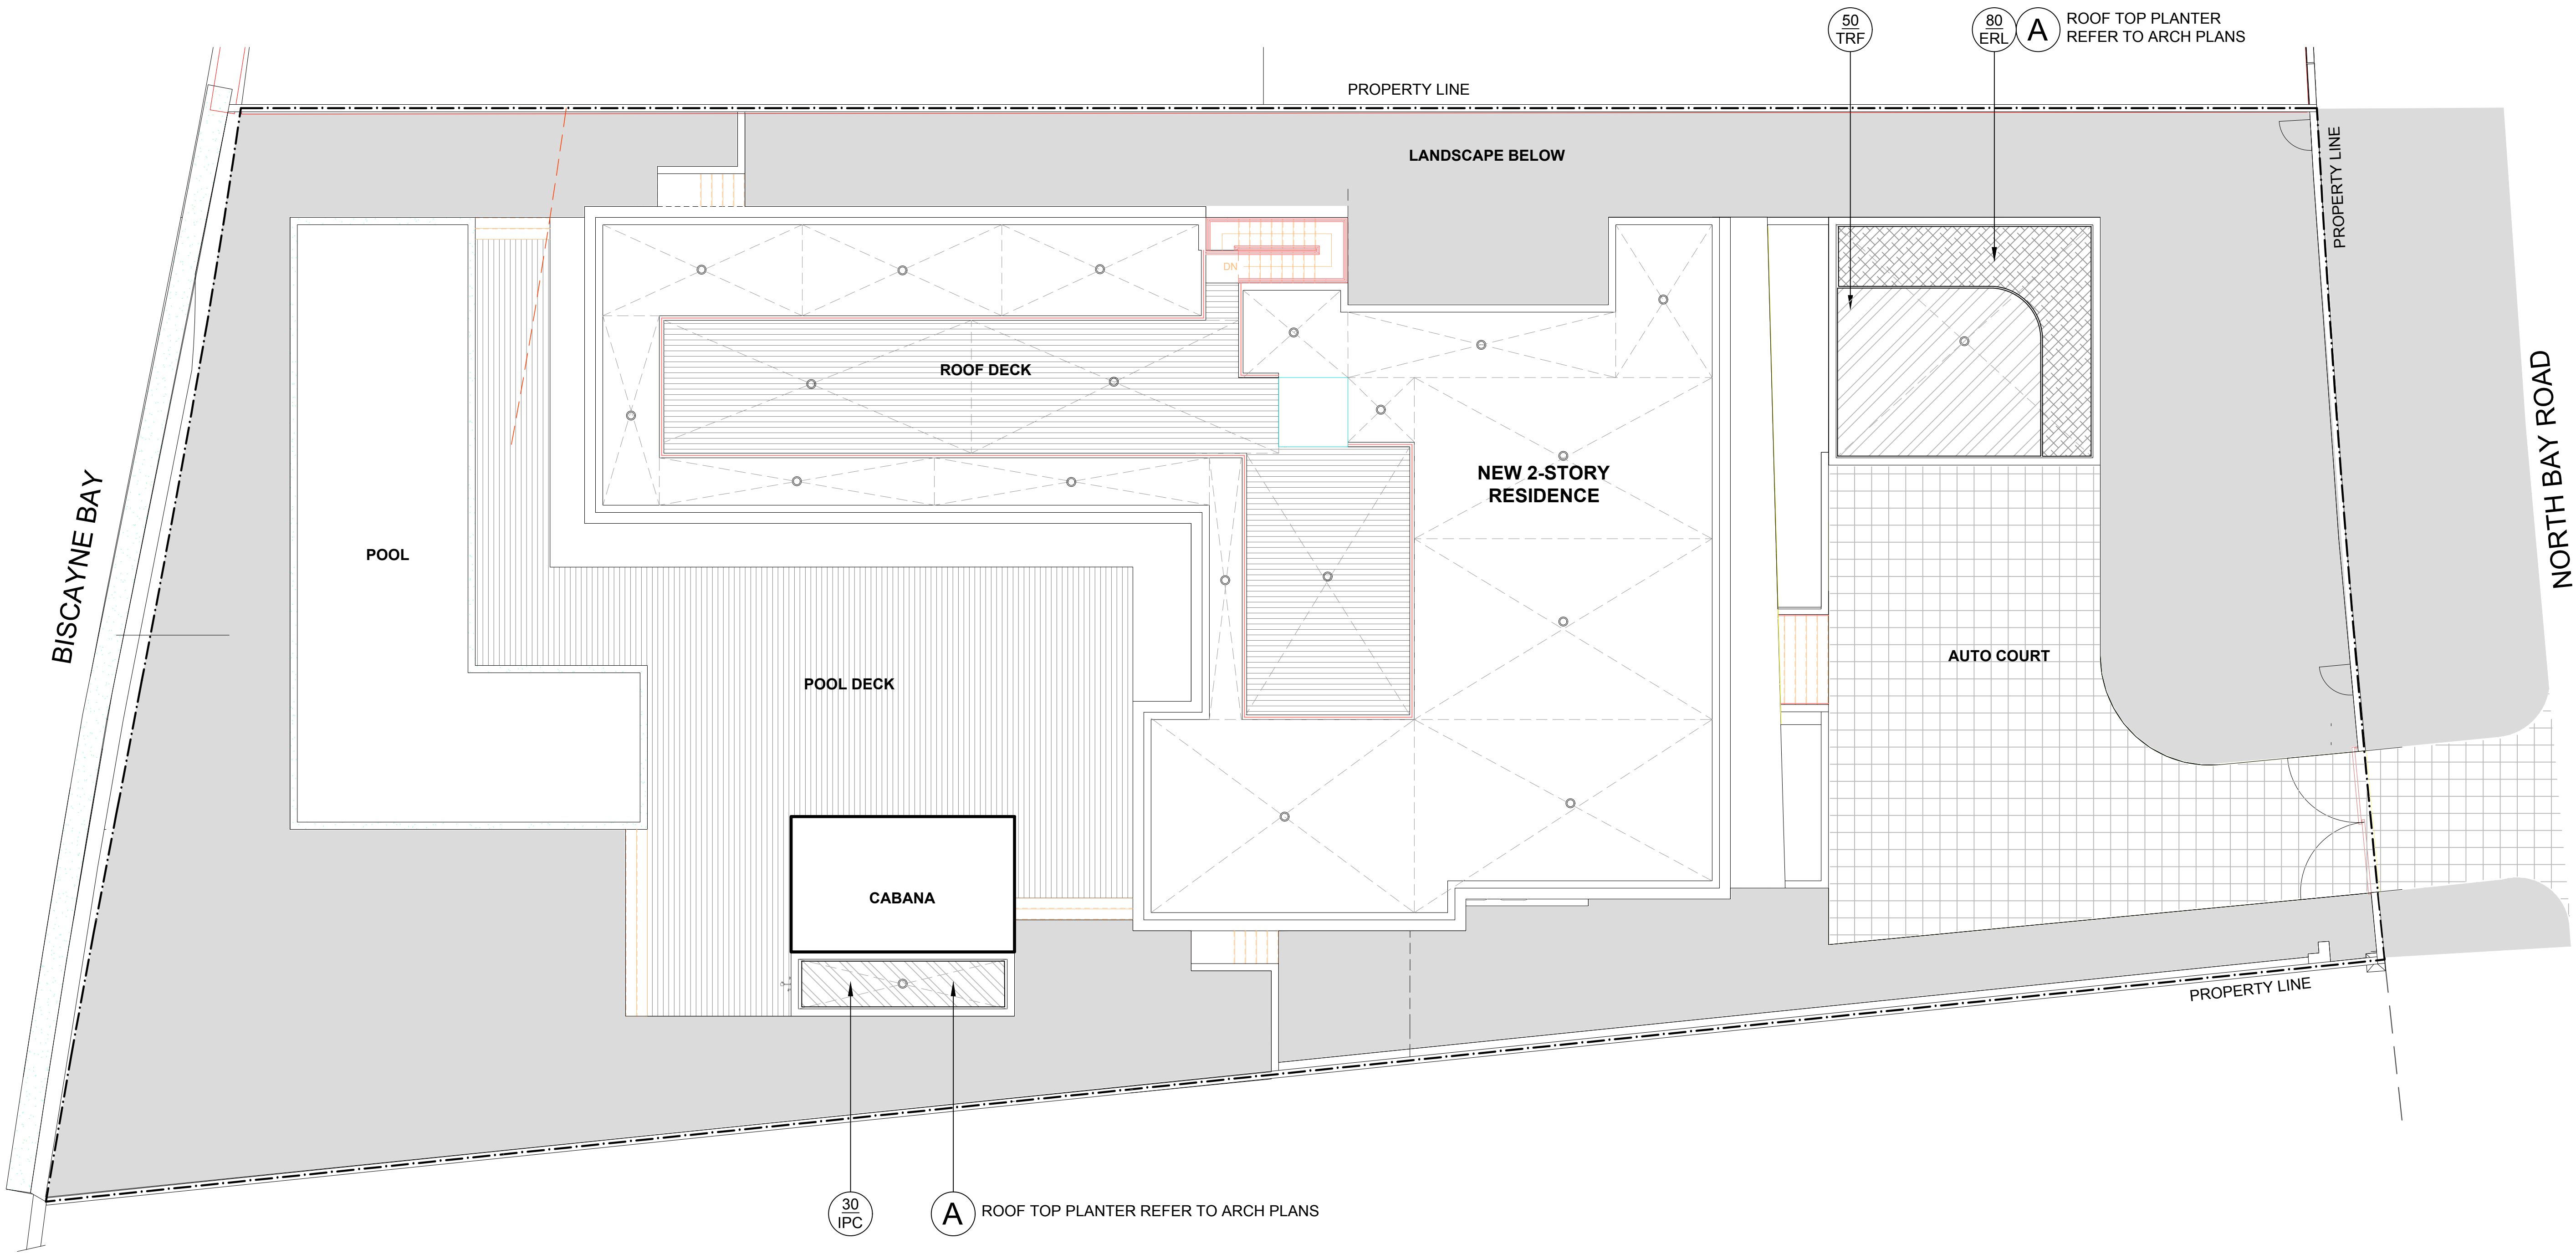 50
TRF
80
ERL
A
ROOF TOP PLANTER
REFER TO ARCH PLANS
PROPERTY LINE
LANDSCAPE BELOW
PROPERTY LINE
DN
ROOF DECK
NEW 2-STORY
RESIDENCE
NORTH BAY ROAD
BISCAYNE BAY
POOL
POOL DECK
AUTO COURT
CABANA
PROPERTY LINE
30
IPC
A
ROOF TOP PLANTER REFER TO ARCH PLANS